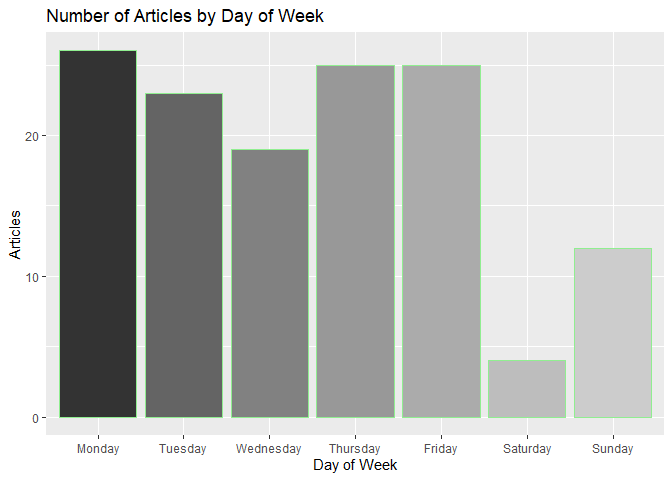 Number of Articles by Day of Week
Articles
20
10
0
Monday Tuesday Wednesday Thursday Friday Saturday Sunday
Day of Week